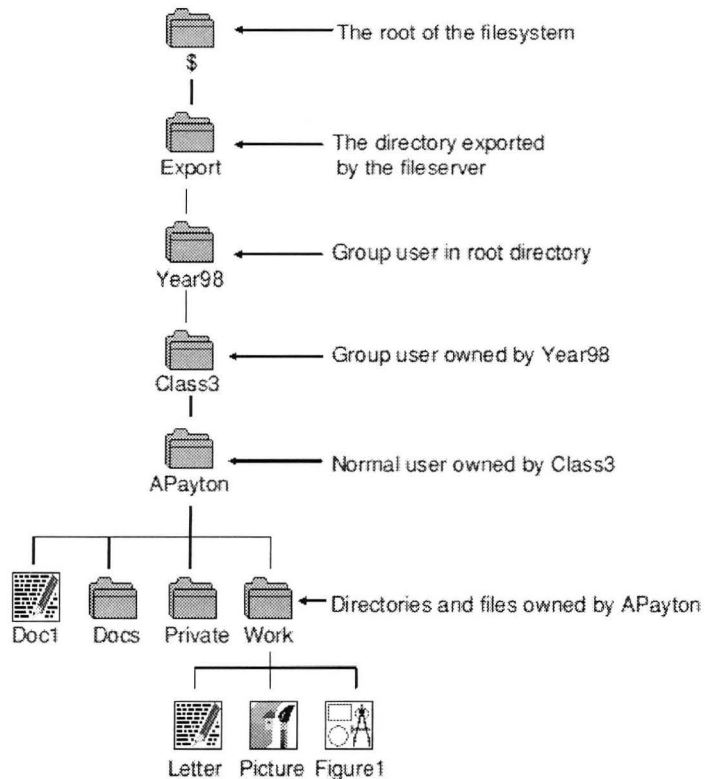 The root of the filesystem
$
The directory exported
by the fileserver
Export
Group user in root directory
Year98
Group user owned by Year98
Class3
Normal user owned by Class3
APayton
Directories and files owned by APayton
Doc1 Docs Private Work
Letter Picture Figure1